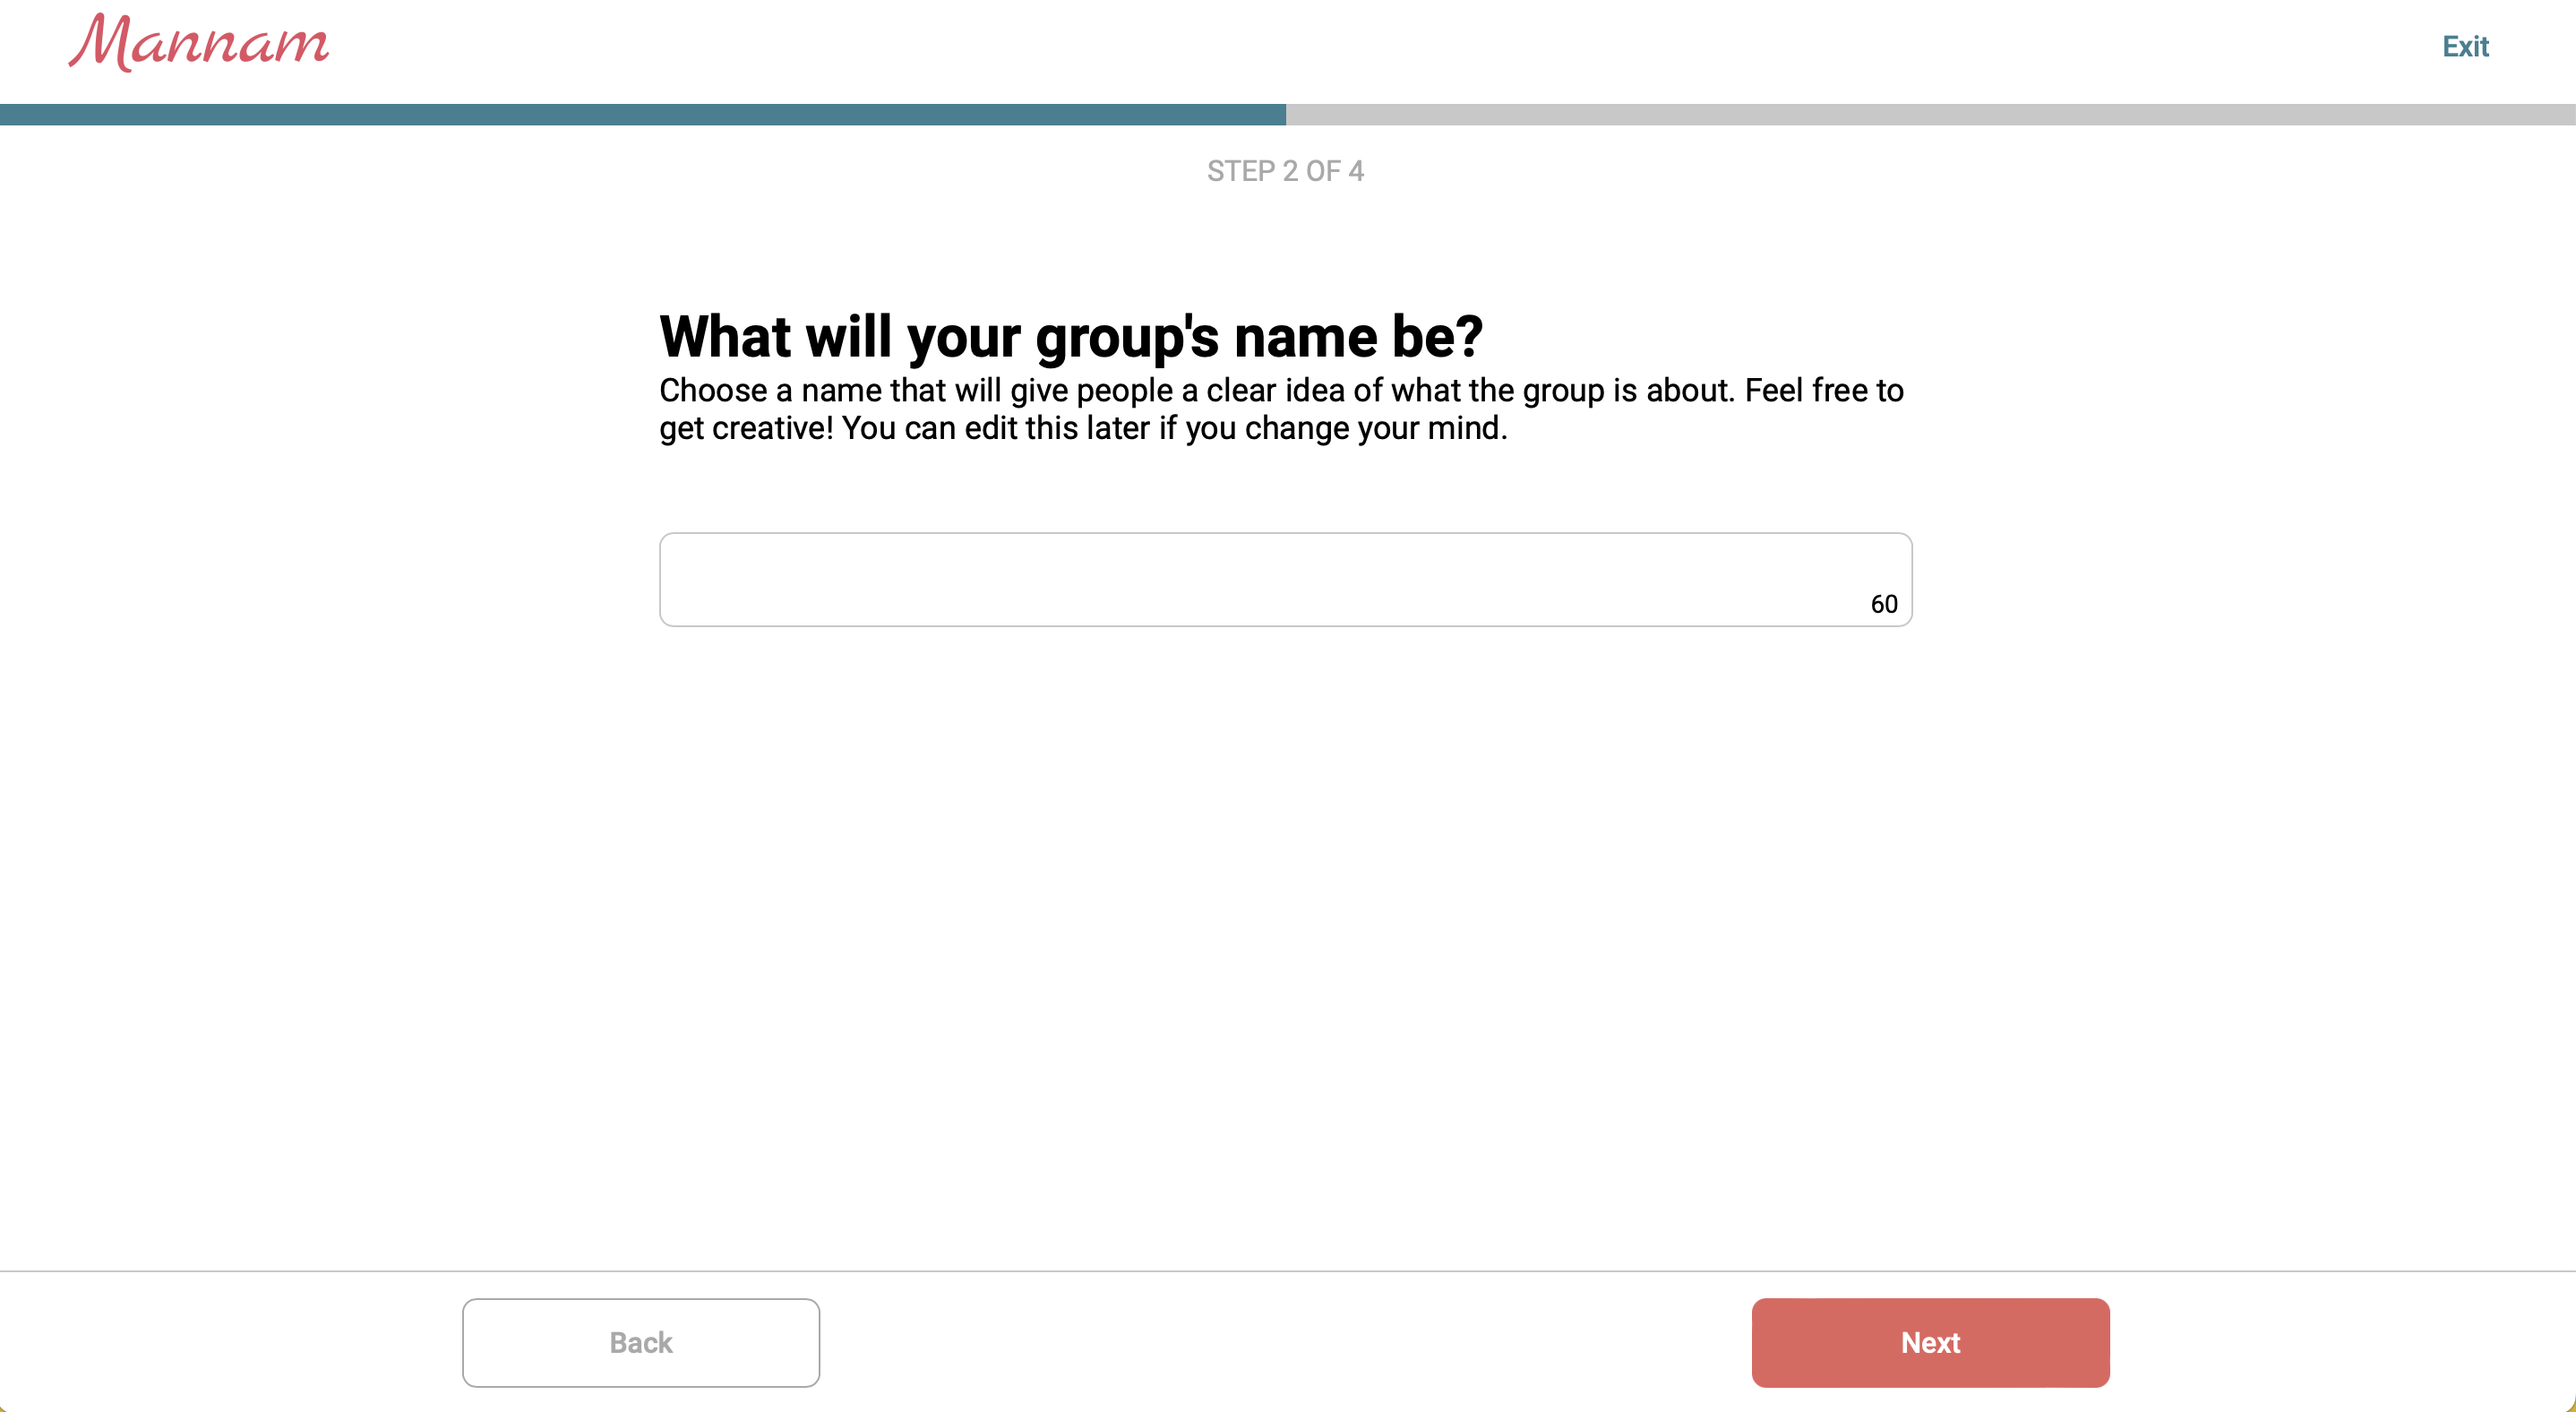 Mannam
Exit
STEP 2 OF 4
What will your group's name be?
Choose a name that will give people a clear idea of what the group is about. Feel free to
get creative! You can edit this later if you change your mind.
60
Back
Next